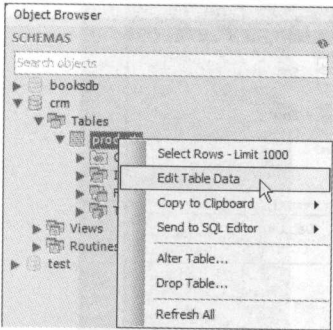 Object Browser
SCHEMAS
Search objects
booksdb
crm
Tables
Select Rows - Limit 1000
Edit Table Data
Copy to Clipboard
Send to SQL Editor
Alter Table...
Drop Table...
Refresh All
Views
Routines
test